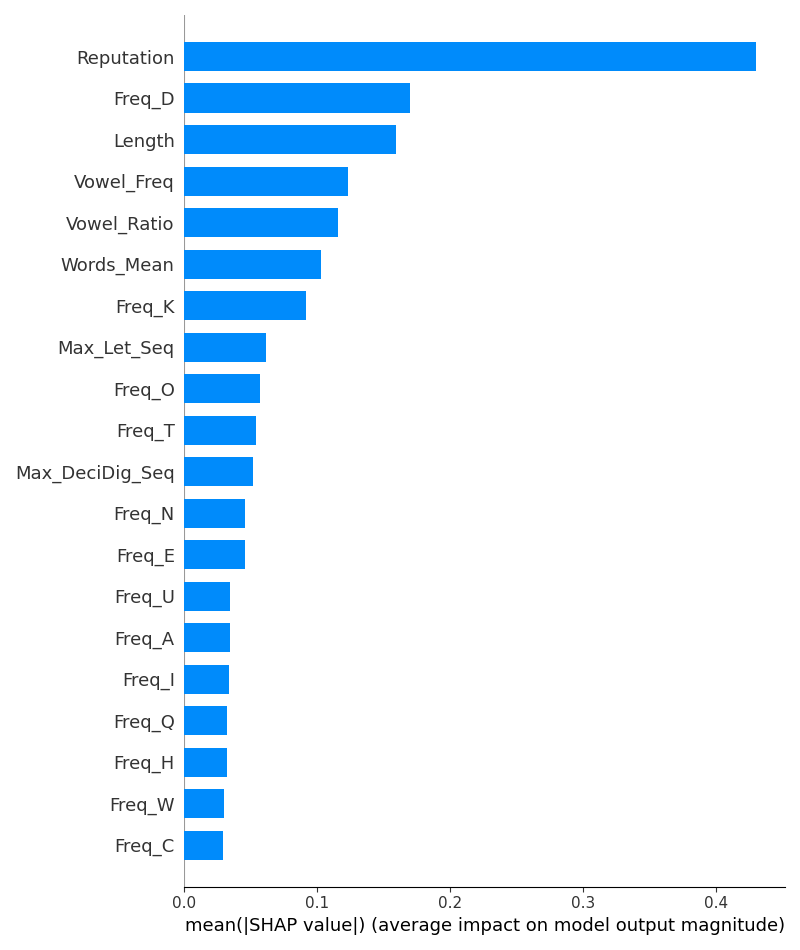 Reputation
Freq_D
Length
Vowel_Freq
Vowel_Ratio
Words_Mean
Freq_K
Max_Let_Seq
Freq_O
Freq_T
Max_DeciDig_Seq
Freq_N
Freq_E
Freq_U
Freq_A
Freq_I
Freq_Q
Freq_H
Freq_W
Freq_C
0.0 0.1 0.2 0.3 0.4
mean(|SHAP value|) (average impact on model output magnitude)